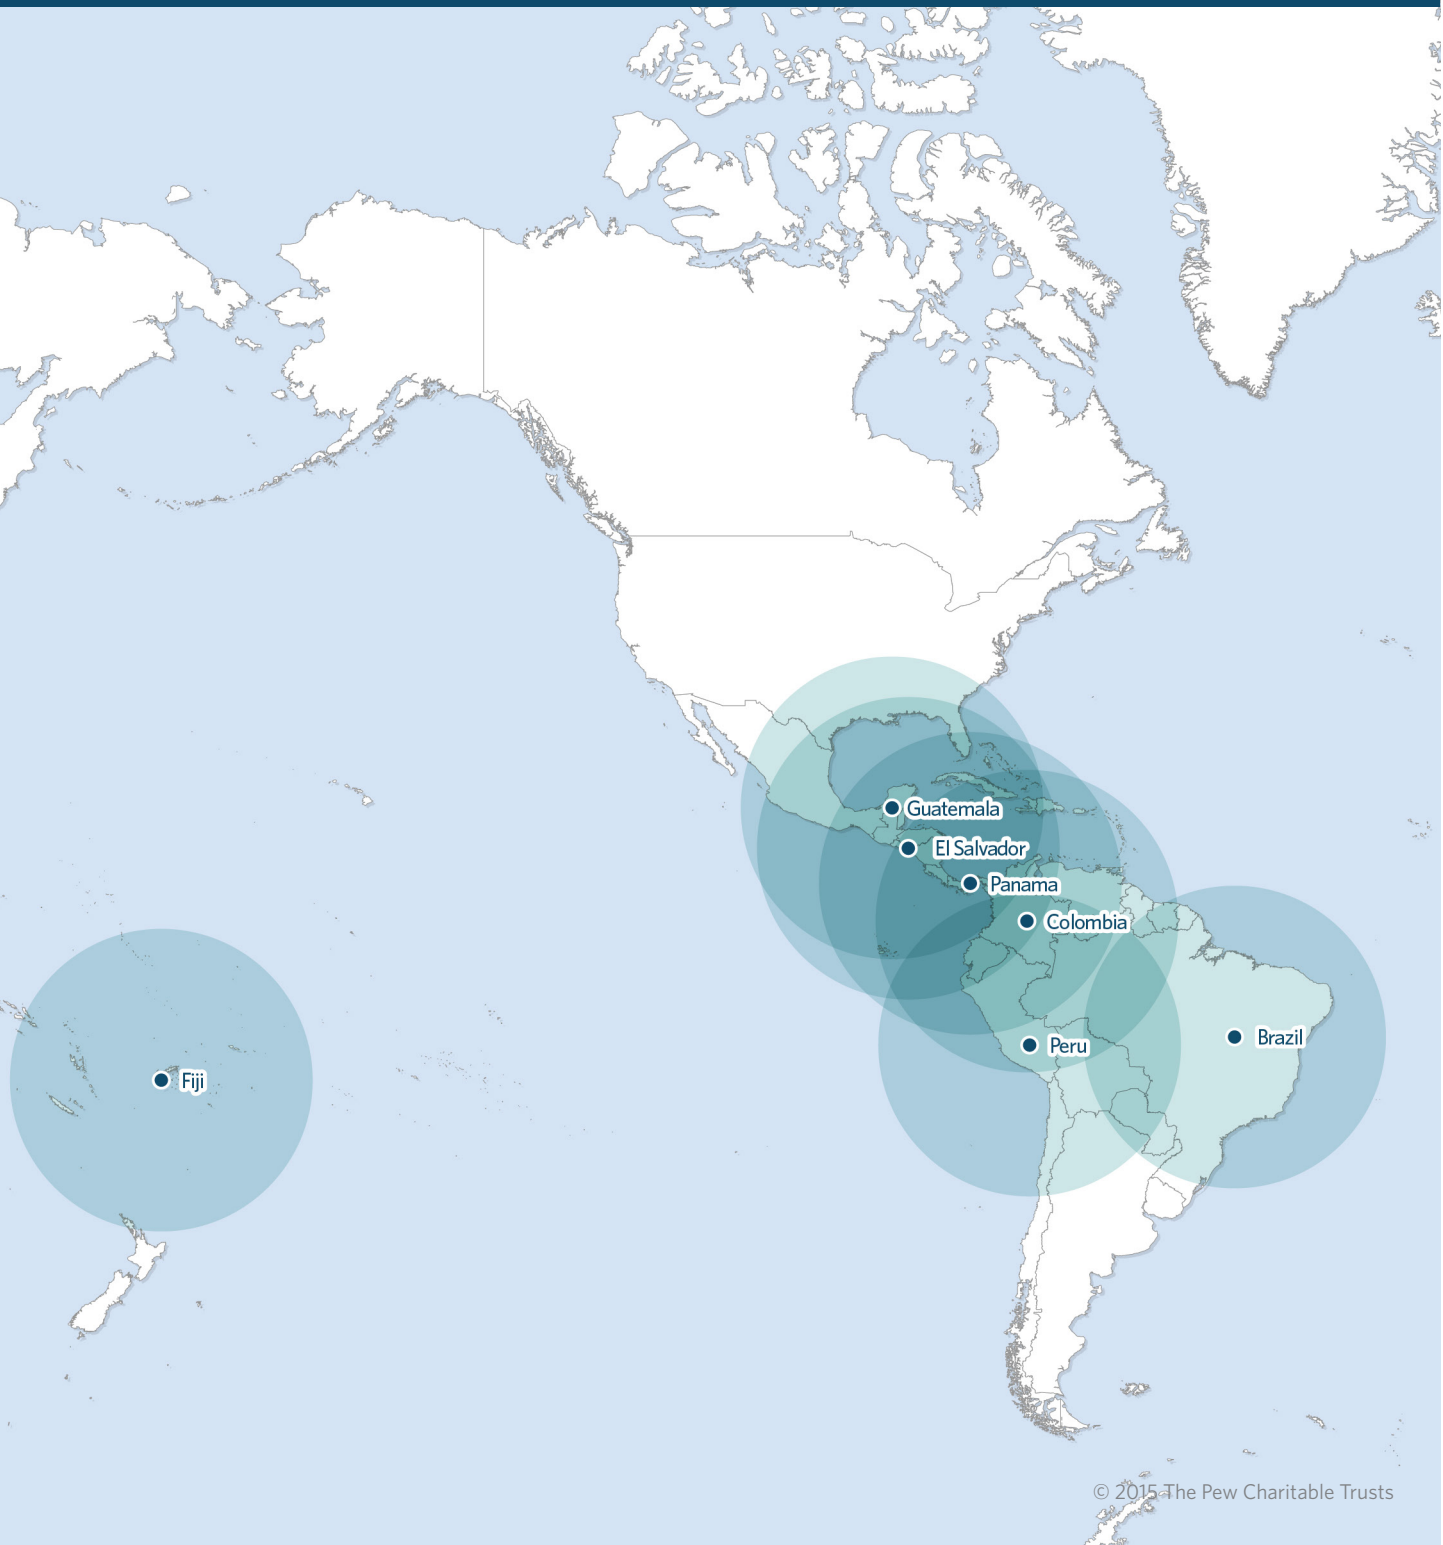 Guatemala
El Salvador
Panama
Colombia
Brazil
Peru
Fiji
© 2015 The Pew Charitable Trusts